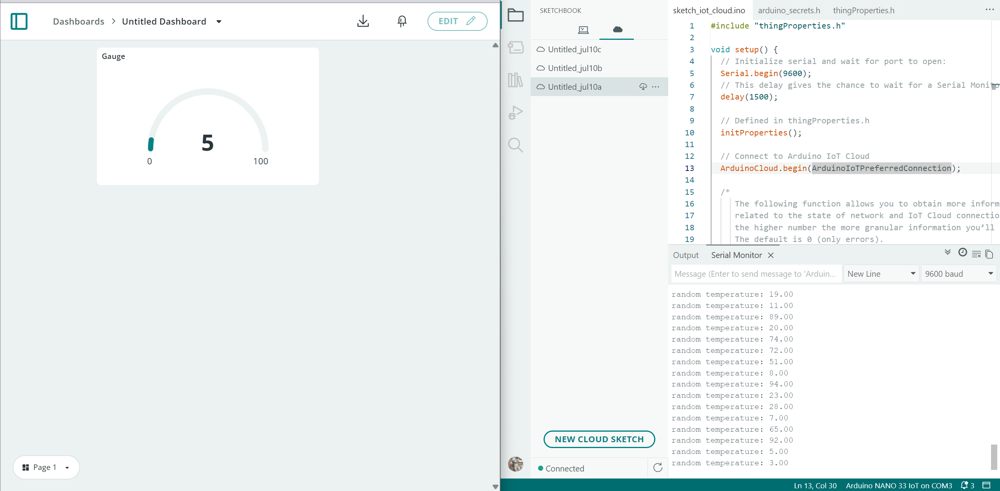 Dashboards > Untitled Dashboard
EDIT
Gauge
5
0
100
Page 1
SKETCHBOOK
Untitled_jul10c
Untitled_jul10b
Untitled_jul10a
NEW CLOUD SKETCH
Connected
sketch_iot_cloud.ino arduino_secrets.h thingProperties.h
1 #include "thingProperties.h"
2
3 void setup() {
4 // Initialize serial and wait for port to open:
5 Serial.begin(9600);
6 // This delay gives the chance to wait for a Serial Monito
7 delay(1500);
8
9 // Defined in thingProperties.h
10 initProperties();
11
12 // Connect to Arduino IoT Cloud
13 ArduinoCloud.begin(ArduinoIoTPreferredConnection);
14
15 /*
16 The following function allows you to obtain more inform
17 related to the state of network and IoT Cloud connectio
18 the higher number the more granular information you’ll
19 The default is 0 (only errors).
Output Serial Monitor
Message (Enter to send message to 'Arduin...
New Line
9600 baud
random temperature: 19.00
random temperature: 11.00
random temperature: 89.00
random temperature: 20.00
random temperature: 74.00
random temperature: 72.00
random temperature: 51.00
random temperature: 8.00
random temperature: 94.00
random temperature: 23.00
random temperature: 28.00
random temperature: 7.00
random temperature: 65.00
random temperature: 92.00
random temperature: 5.00
random temperature: 3.00
Ln 13, Col 30 Arduino NANO 33 IoT on COM3 3